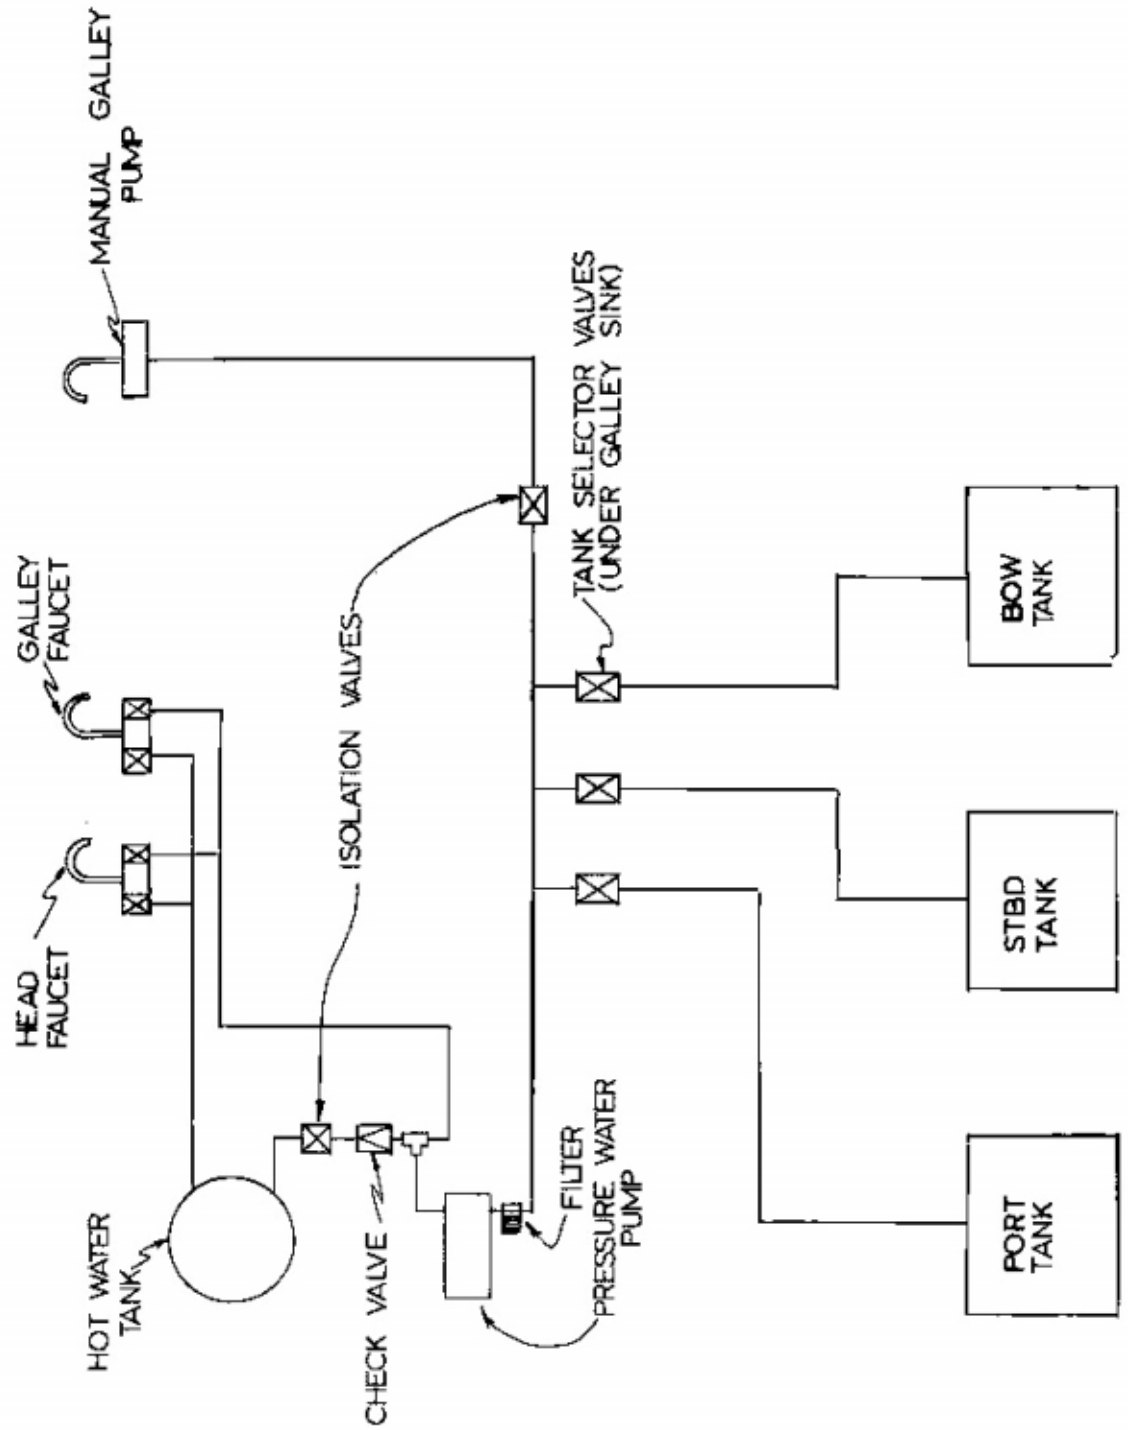 MANUAL GALLEY
PUMP
GALLEY
FAUCET
HEAD
FAUCET
ISOLATION VALVES
TANK SELECTOR VALVES
(UNDER GALLEY SINK)
HOT WATER
TANK
CHECK VALVE
FILTER
PRESSURE WATER
PUMP
BOW
TANK
STBD
TANK
PORT
TANK